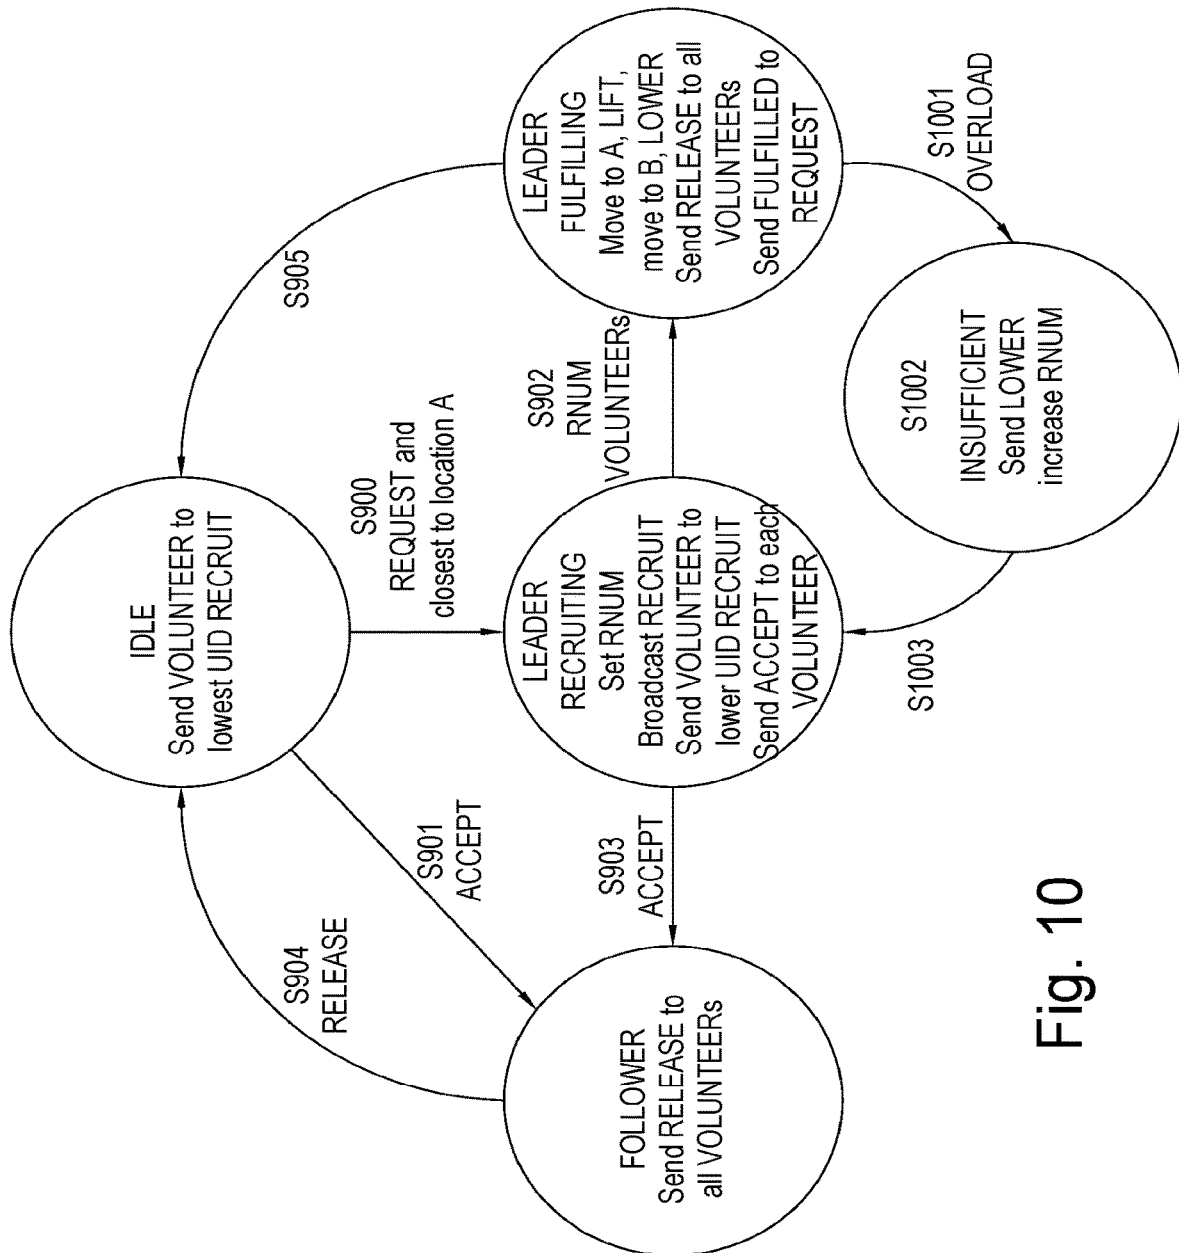 IDLE
Send VOLUNTEER to
lowest UID RECRUIT
S904
RELEASE
S901
ACCEPT
S900
REQUEST and
closest to location A
S905
FOLLOWER
Send RELEASE to
all VOLUNTEERs
S903
ACCEPT
LEADER
RECRUITING
Set RNUM
Broadcast RECRUIT
Send VOLUNTEER to
lower UID RECRUIT
Send ACCEPT to each
VOLUNTEER
S902
RNUM
VOLUNTEERs
LEADER
FULFILLING
Move to A, LIFT,
move to B, LOWER
Send RELEASE to all
VOLUNTEERs
Send FULFILLED to
REQUEST
S1003
S1002
INSUFFICIENT
Send LOWER
increase RNUM
S1001
OVERLOAD
Fig. 10